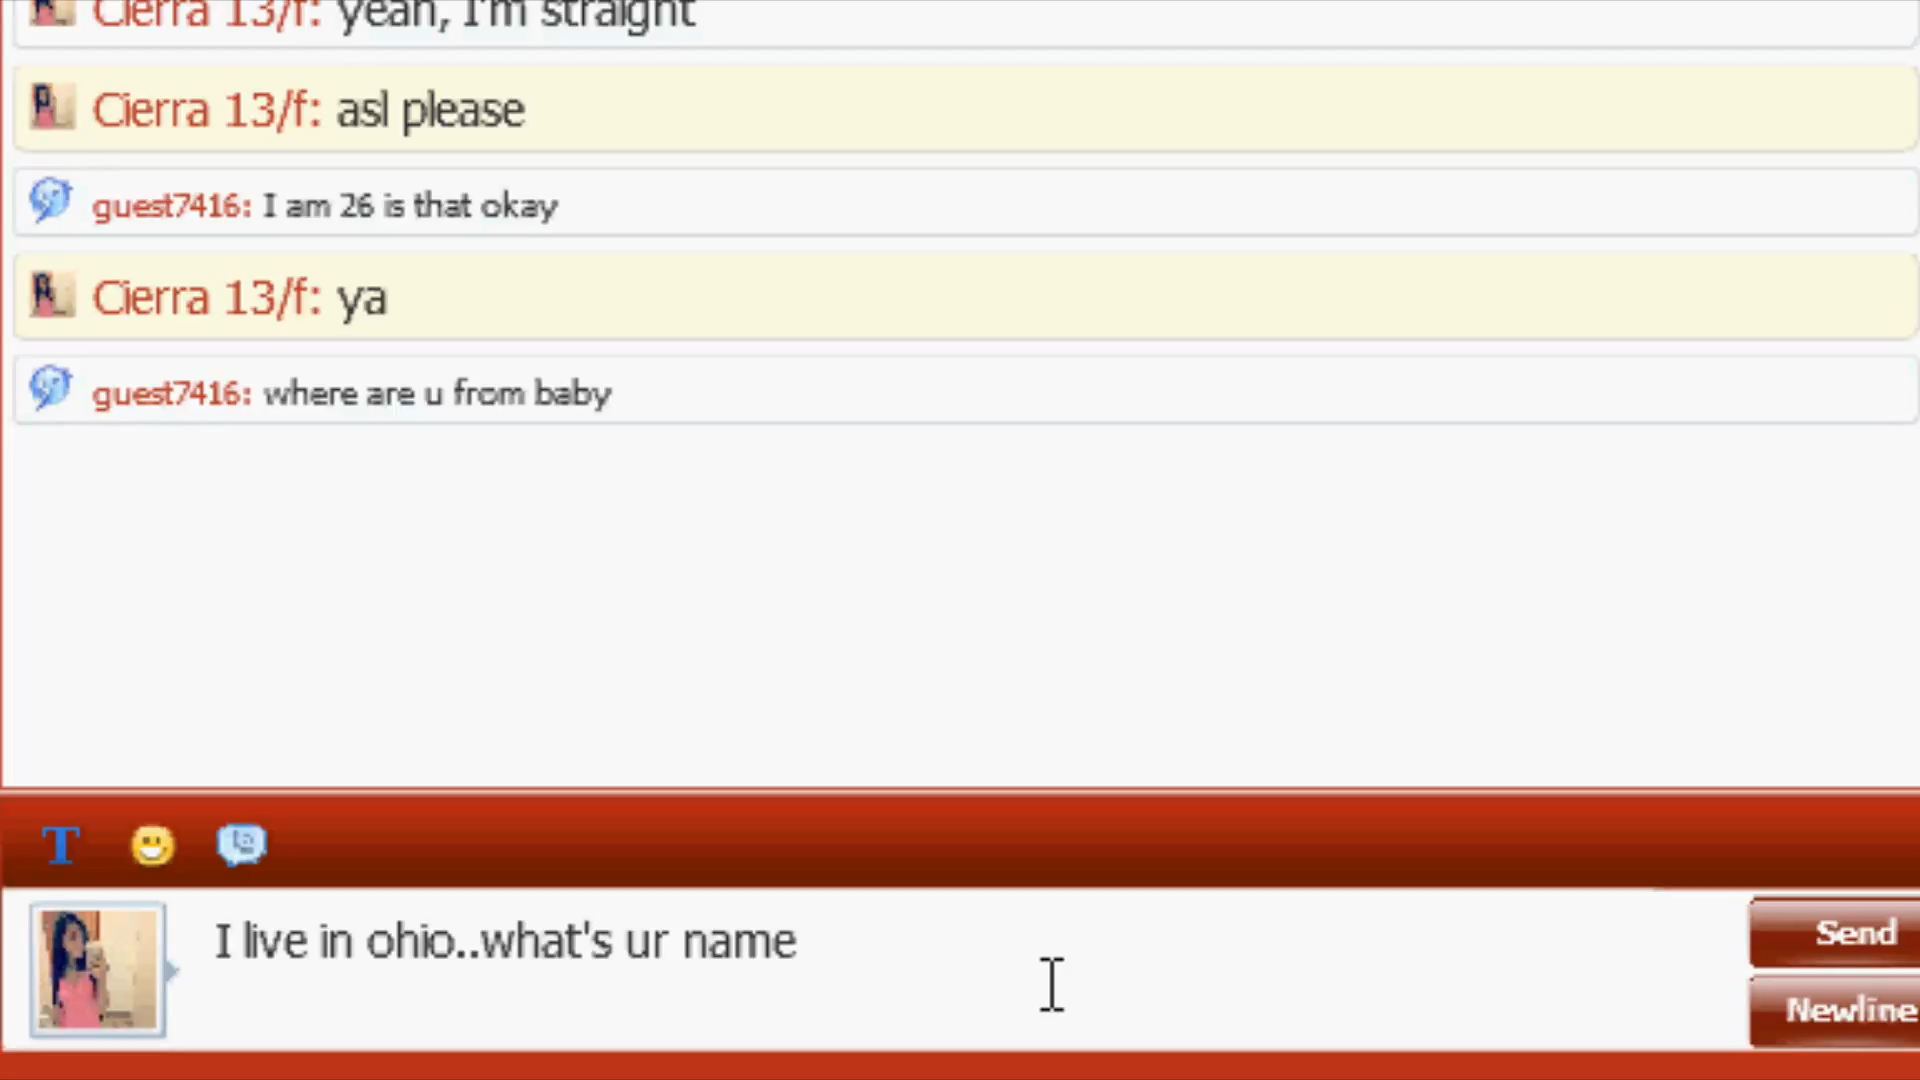 Cierra 13/f: yeah, I'm straight
Cierra 13/f: asl please
guest7416: I am 26 is that okay
Cierra 13/f: ya
guest7416: where are u from baby
T
I live in ohio..what's ur name
Send
Newline